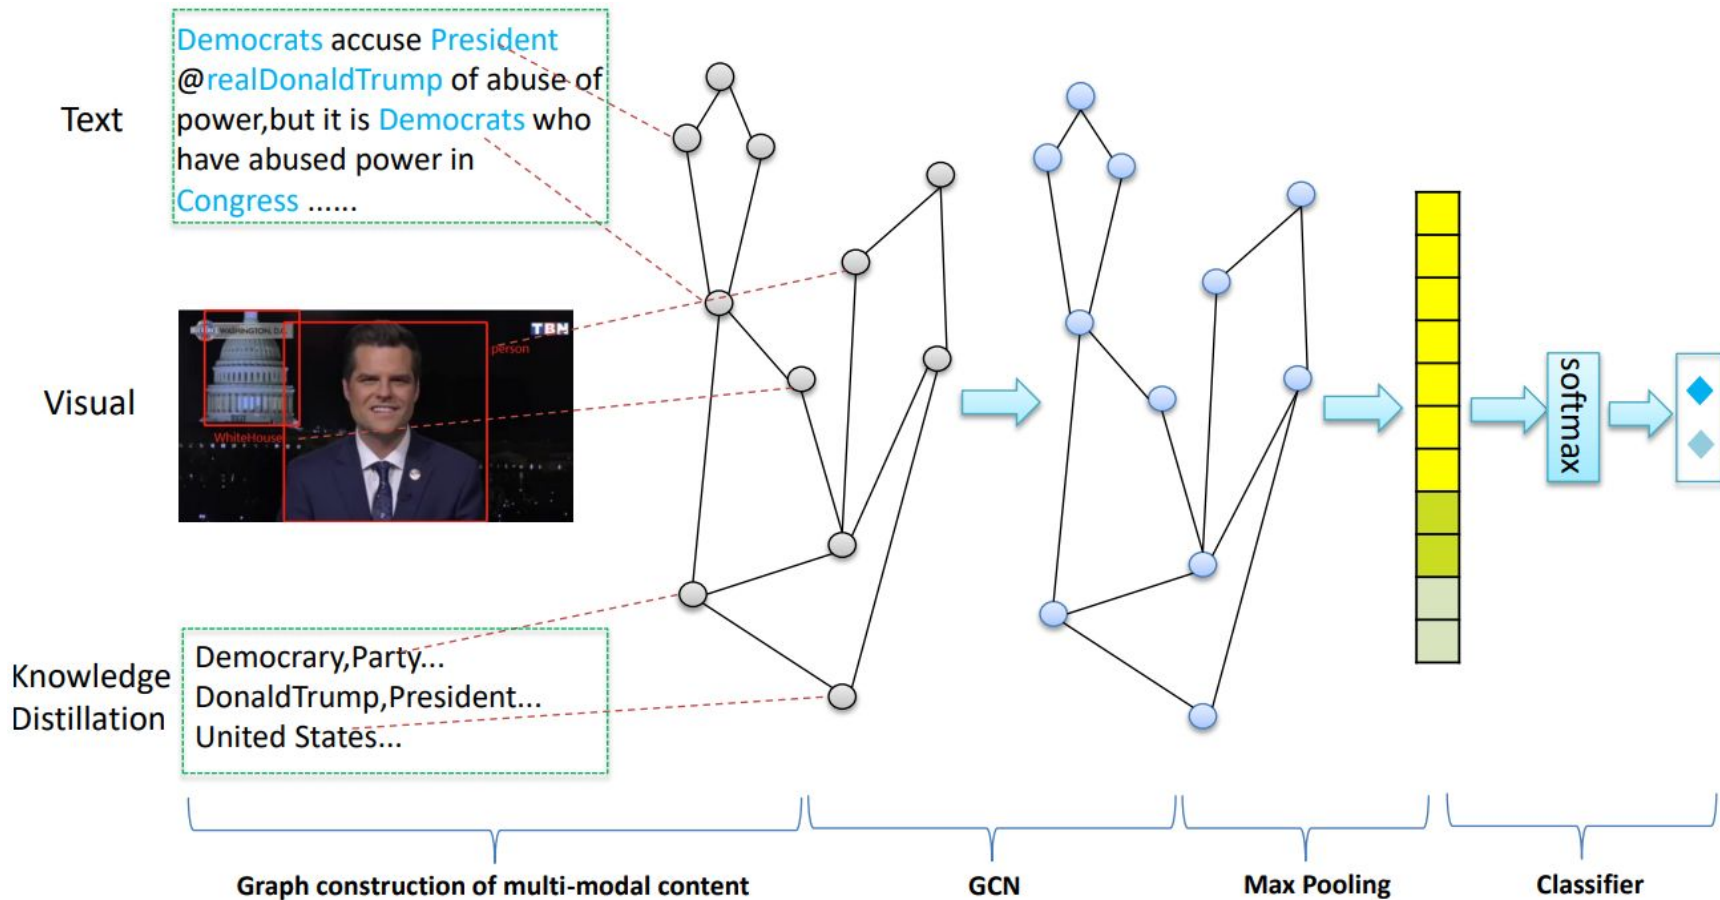 Text
Democrats accuse President
@realDonaldTrump of abuse of
power,but it is Democrats who
have abused power in
Congress ......
Visual
WASHINGTON, D.C.
TBN
person
WhiteHouse
Knowledge
Distillation
Democrary,Party...
DonaldTrump,President...
United States...
softmax
Graph construction of multi-modal content
GCN
Max Pooling
Classifier